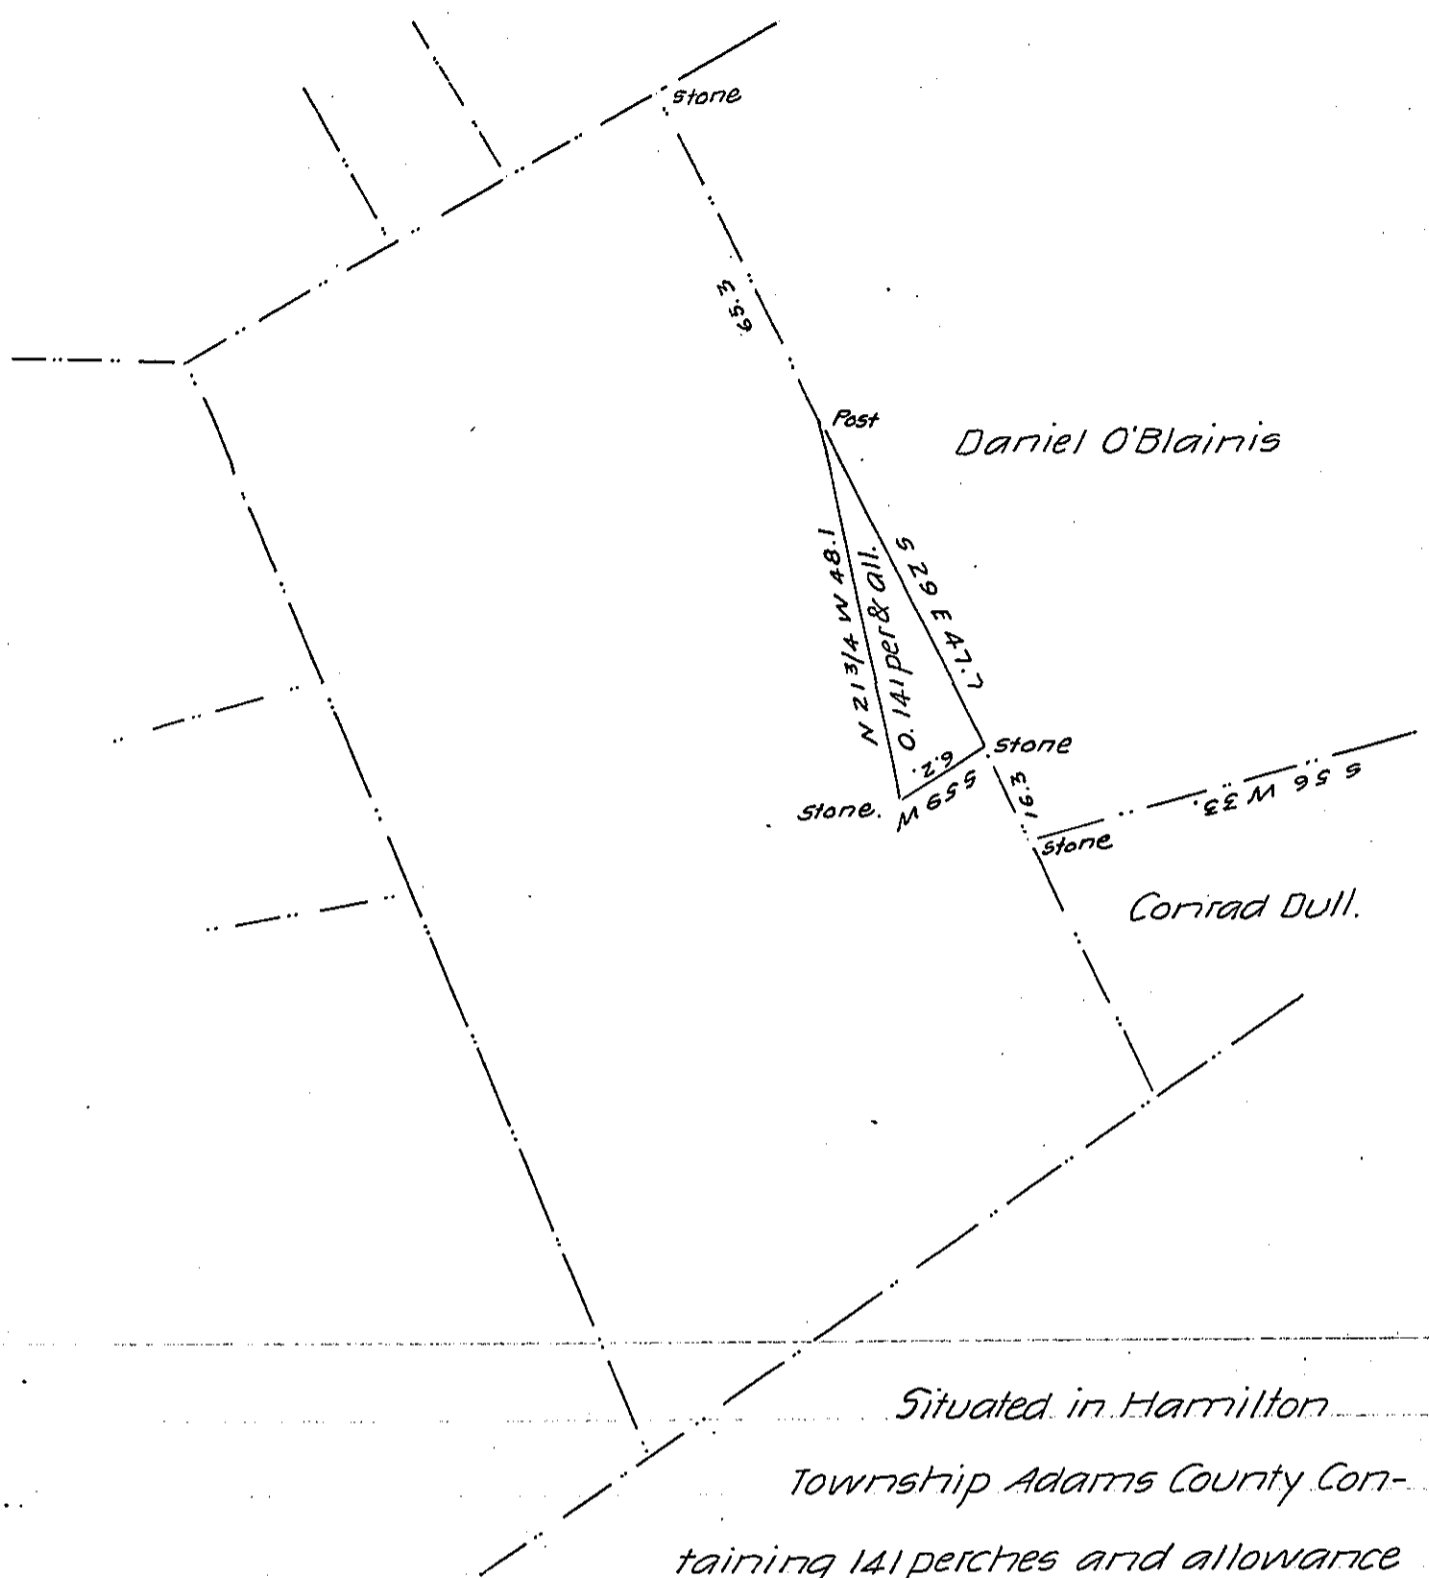 stone
65.3
Post
Daniel O'Blainis
N 21 3/4 W 48.1
0. 141 per & all.
S 29 E 47.7
6.2.
S 59 W
stone
stone.
16.3
stone
S 56 W 33.
Conrad Dull.
Situated in Hamilton
Township Adams County Con-
taining 141 perches and allowance